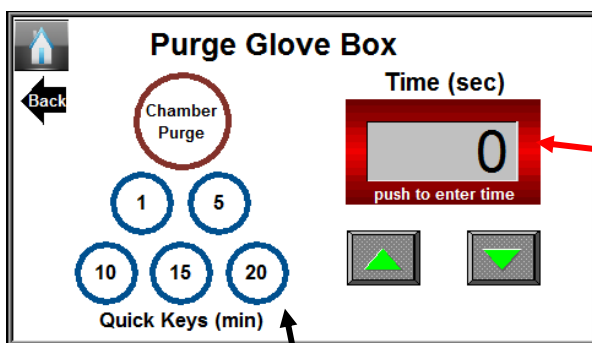 Purge Glove Box
Back
Time (sec)
Chamber
Purge
0
push to enter time
1
5
10
15
20
Quick Keys (min)